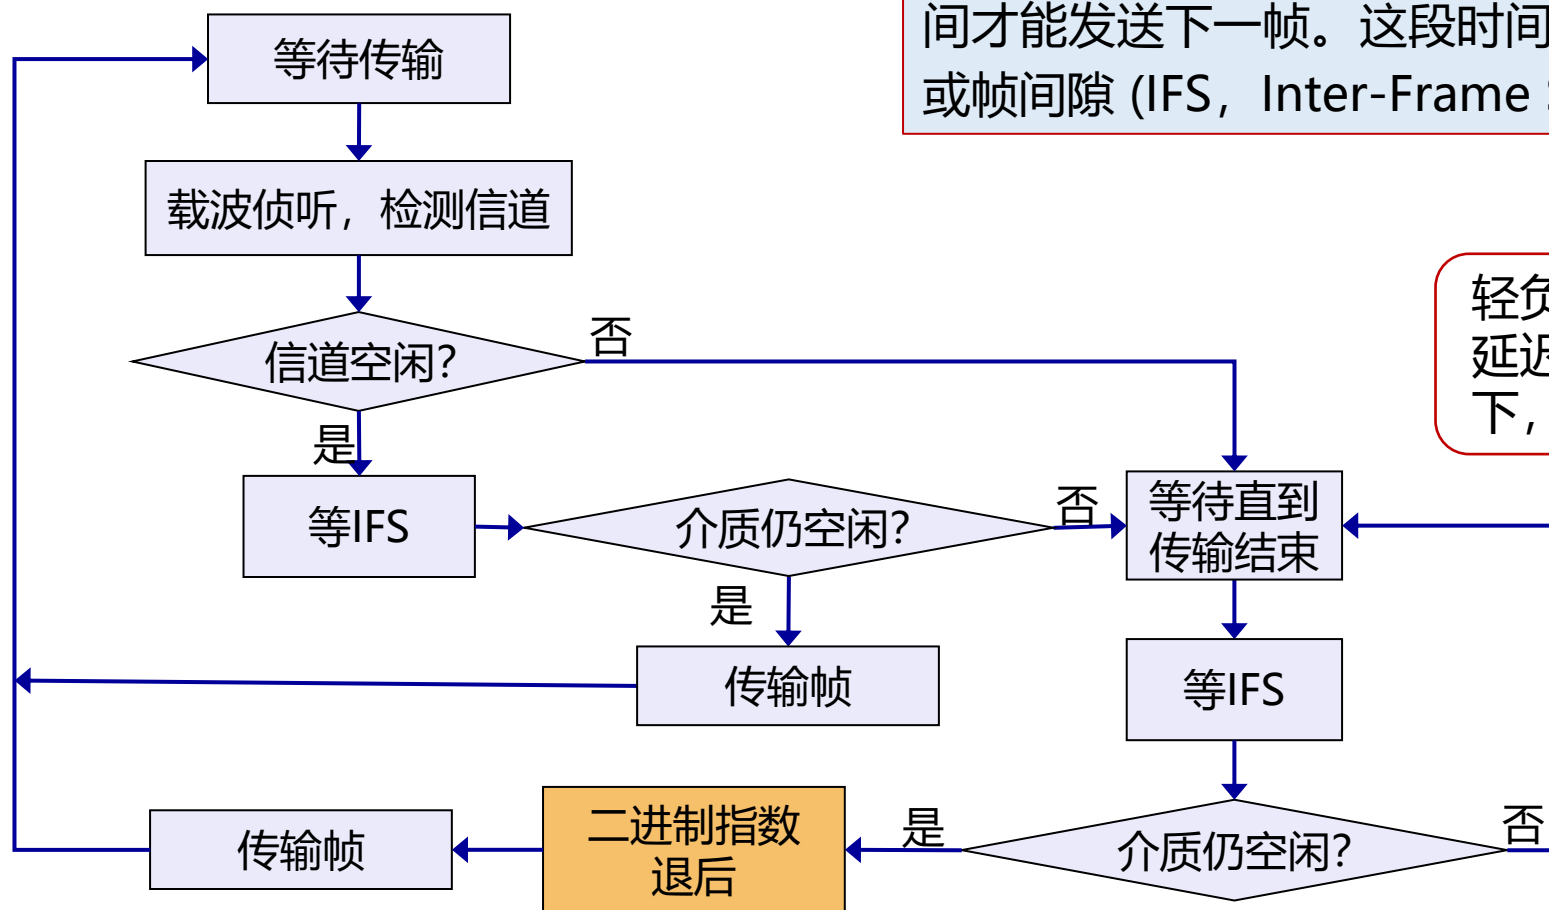 间才能发送下一帧。这段时间
或帧间隙 (IFS，Inter-Frame
等待传输
载波侦听，检测信道
轻负
延迟
下，
信道空闲？
否
是
等IFS
介质仍空闲？
否
等待直到
传输结束
是
传输帧
等IFS
传输帧
二进制指数
退后
是
介质仍空闲？
否